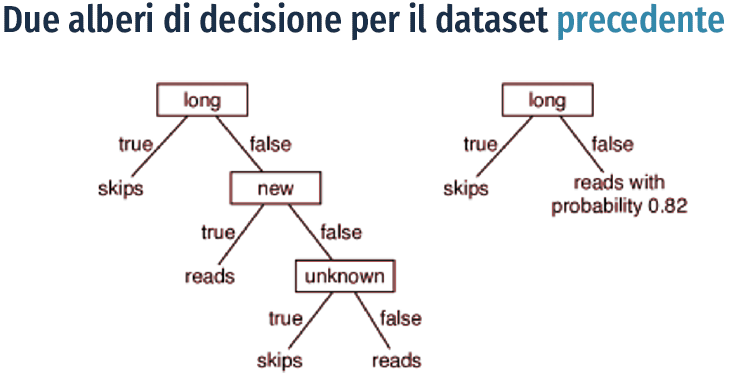 Due alberi di decisione per il dataset precedente
long
true
false
skips
new
true
false
reads
unknown
true
false
skips
reads
long
true
false
skips
reads with
probability 0.82